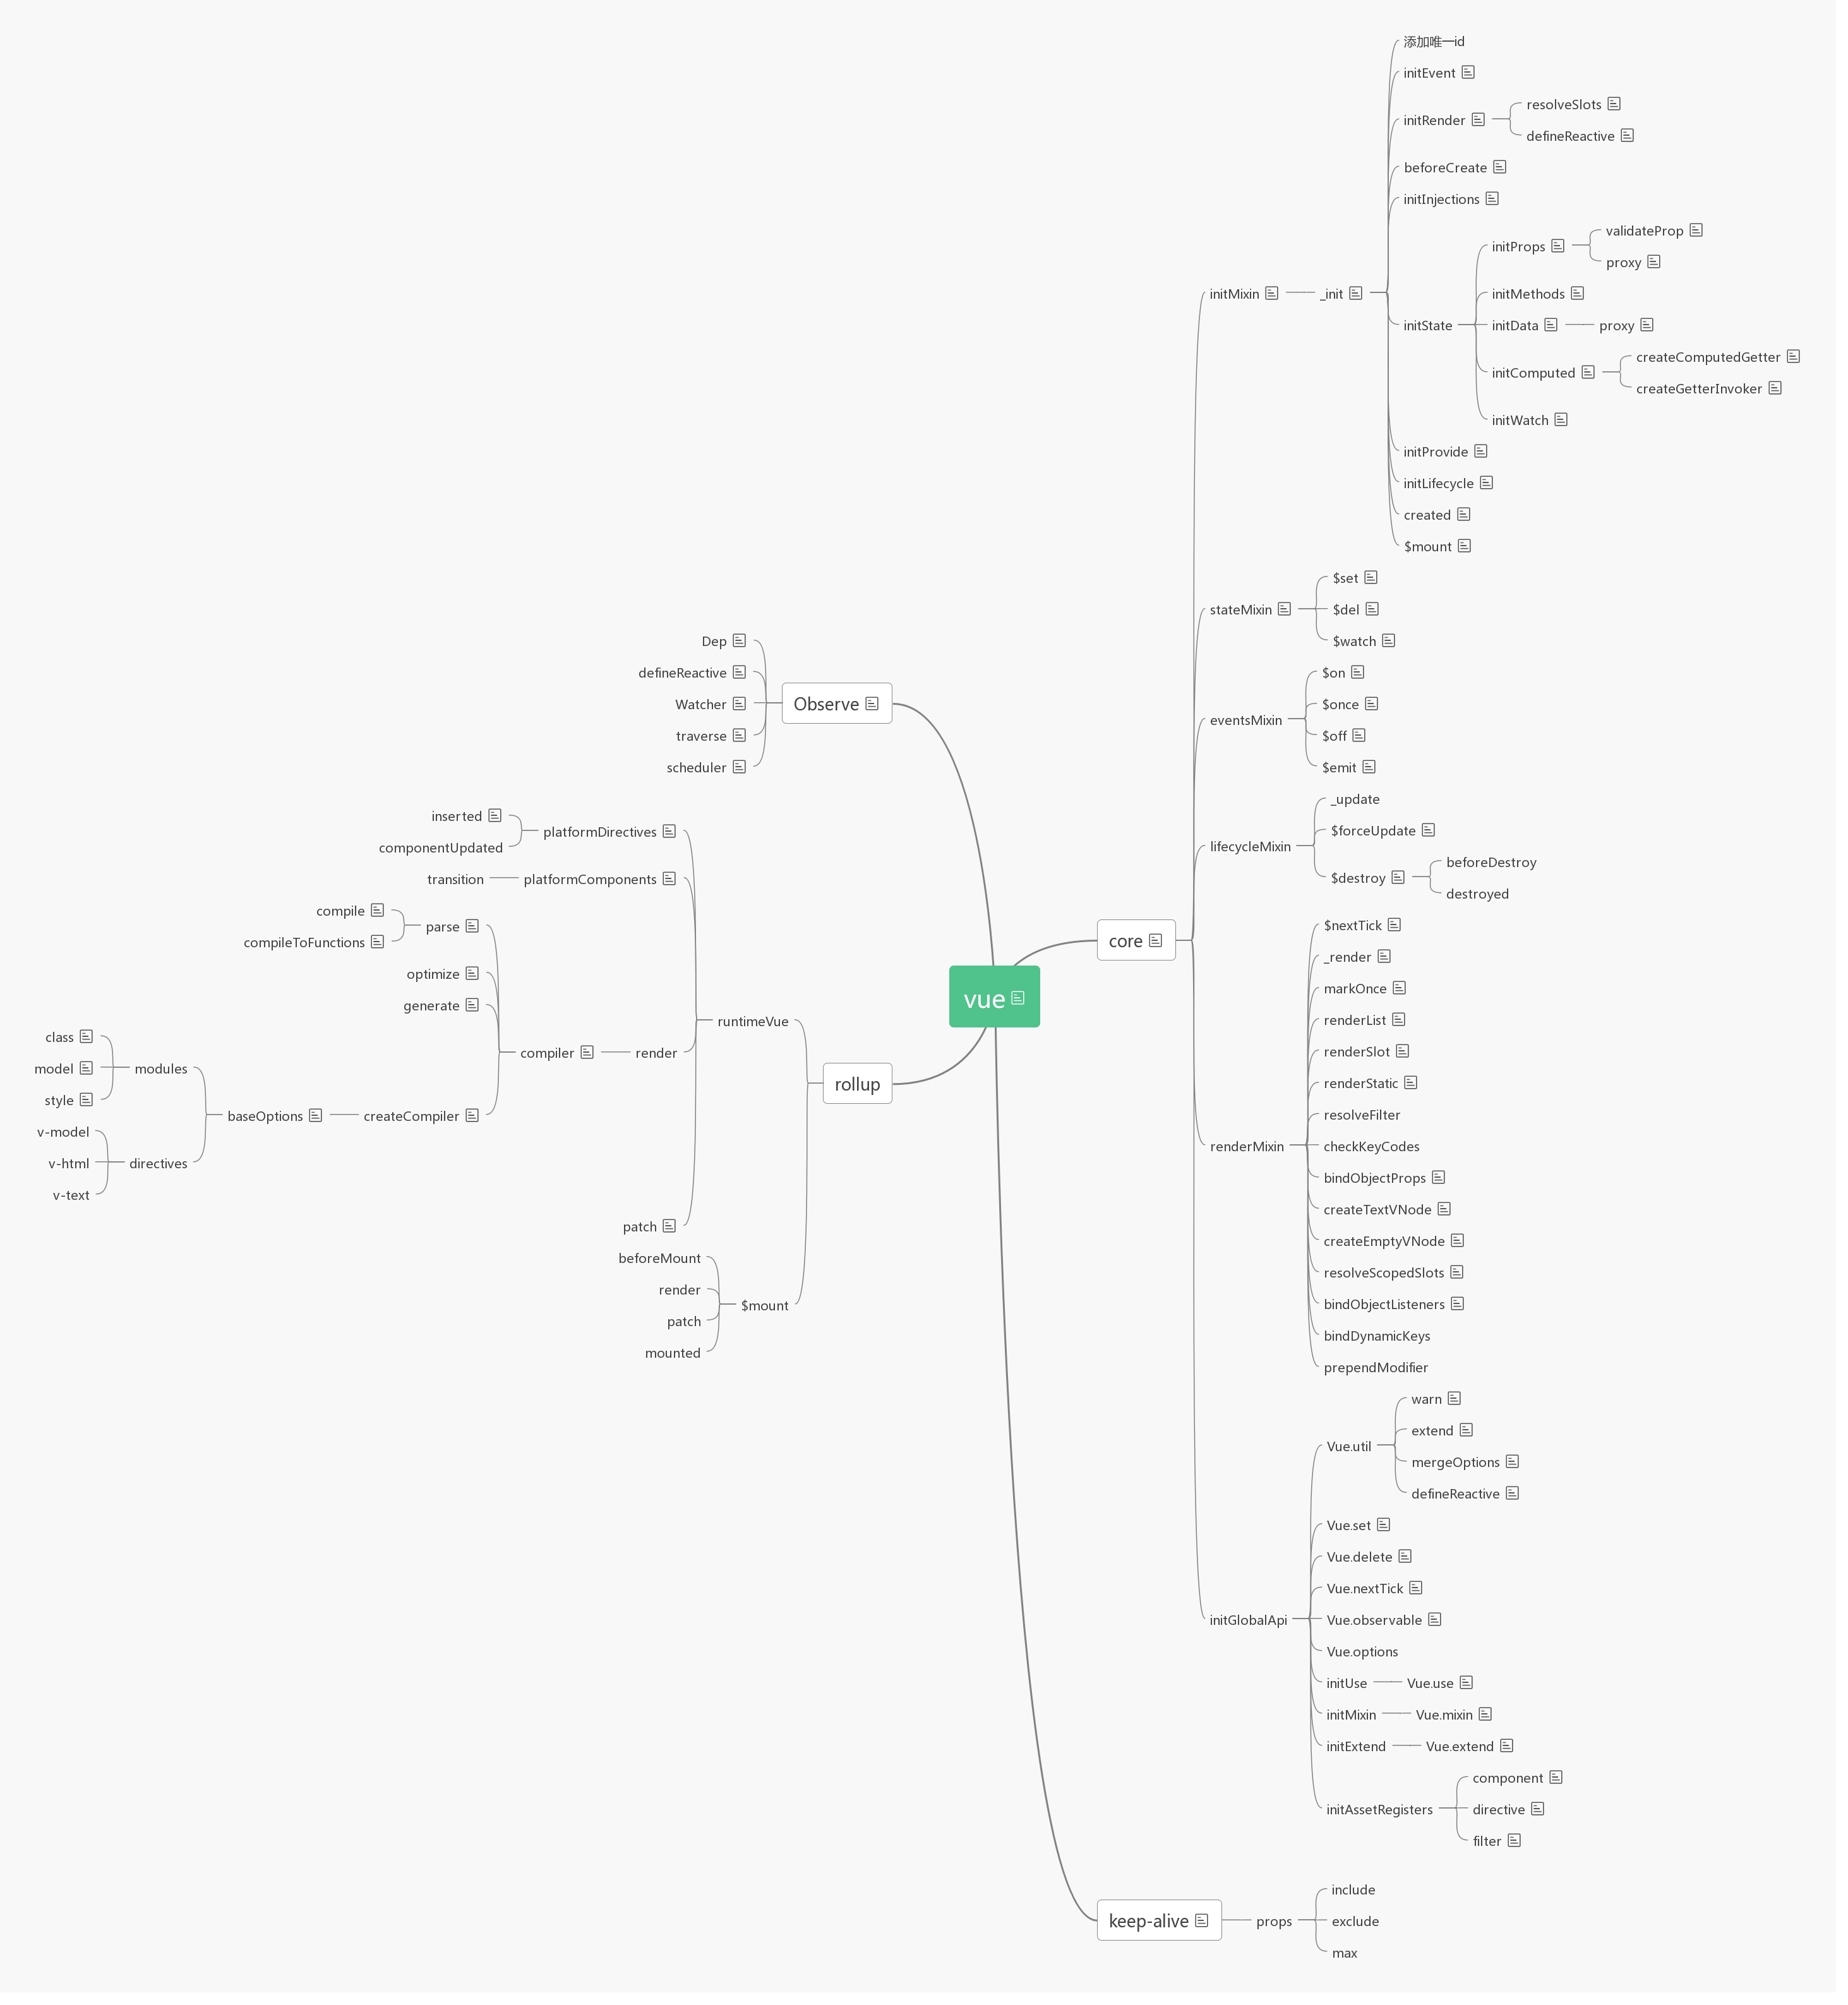 vue
core
initMixin
_init
添加唯一id
initEvent
initRender
resolveSlots
defineReactive
beforeCreate
initInjections
initState
initProps
validateProp
proxy
initMethods
initData
proxy
initComputed
createComputedGetter
createGetterInvoker
initWatch
initProvide
initLifecycle
created
$mount
stateMixin
$set
$del
$watch
eventsMixin
$on
$once
$off
$emit
lifecycleMixin
_update
$forceUpdate
$destroy
beforeDestroy
destroyed
renderMixin
$nextTick
_render
markOnce
renderList
renderSlot
renderStatic
resolveFilter
checkKeyCodes
bindObjectProps
createTextVNode
createEmptyVNode
resolveScopedSlots
bindObjectListeners
bindDynamicKeys
prependModifier
initGlobalApi
Vue.util
warn
extend
mergeOptions
defineReactive
Vue.set
Vue.delete
Vue.nextTick
Vue.observable
Vue.options
initUse
Vue.use
initMixin
Vue.mixin
initExtend
Vue.extend
initAssetRegisters
component
directive
filter
keep-alive
props
include
exclude
max
Observe
Dep
defineReactive
Watcher
traverse
scheduler
rollup
runtimeVue
platformDirectives
inserted
componentUpdated
platformComponents
transition
render
compiler
parse
compile
compileToFunctions
optimize
generate
createCompiler
baseOptions
modules
class
model
style
directives
v-model
v-html
v-text
patch
$mount
beforeMount
render
patch
mounted